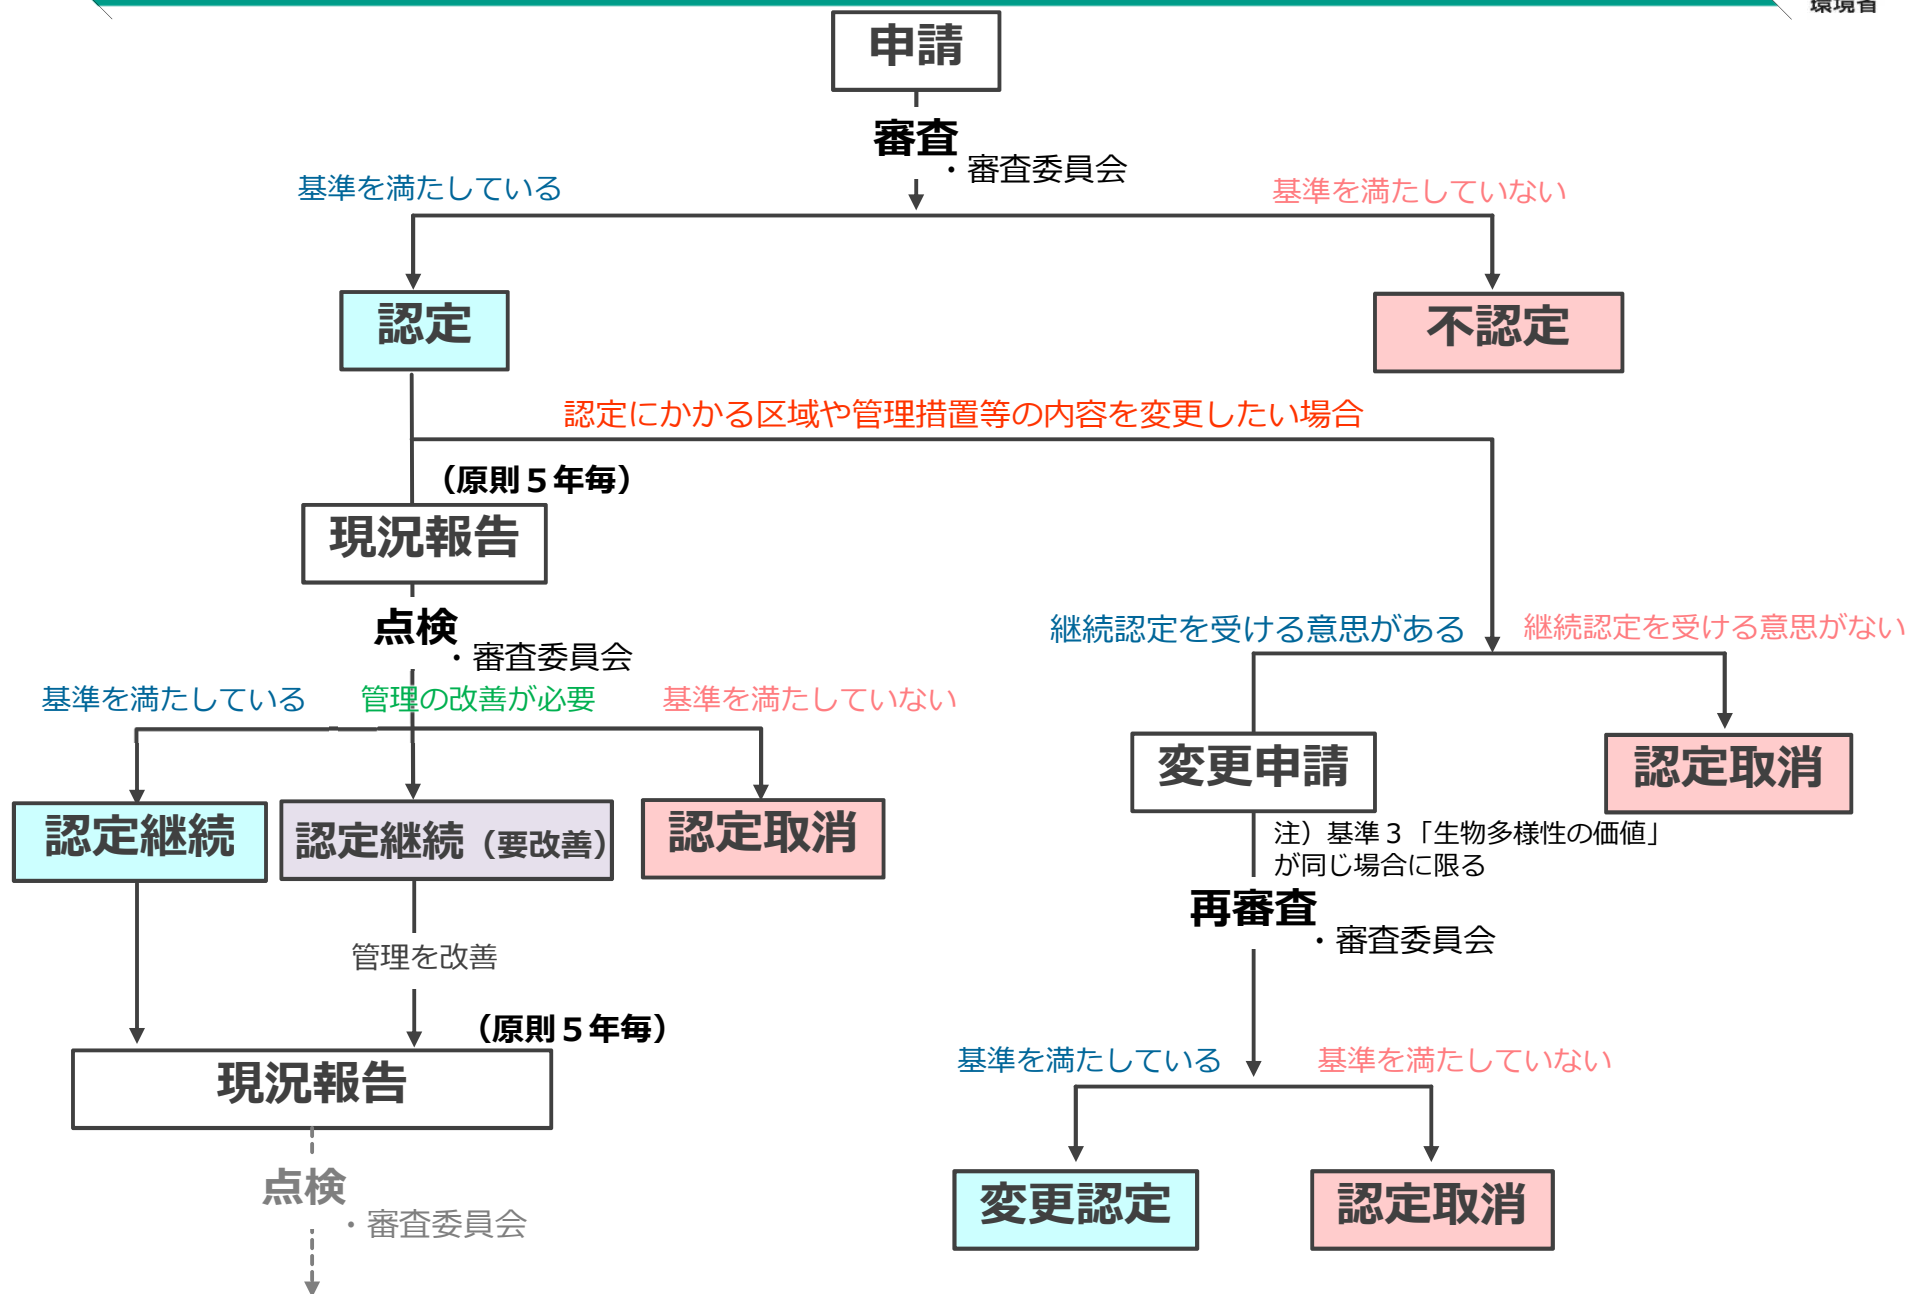 環境省
申請
審査
・審査委員会
基準を満たしている
基準を満たしていない
認定
不認定
認定にかかる区域や管理措置等の内容を変更したい場合
（原則５年毎）
現況報告
点検
・審査委員会
継続認定を受ける意思がある
継続認定を受ける意思がない
基準を満たしている
管理の改善が必要
基準を満たしていない
変更申請
認定取消
認定継続
認定継続（要改善）
認定取消
注）基準３「生物多様性の価値」
が同じ場合に限る
再審査
・審査委員会
管理を改善
（原則５年毎）
現況報告
基準を満たしている
基準を満たしていない
点検
・審査委員会
変更認定
認定取消